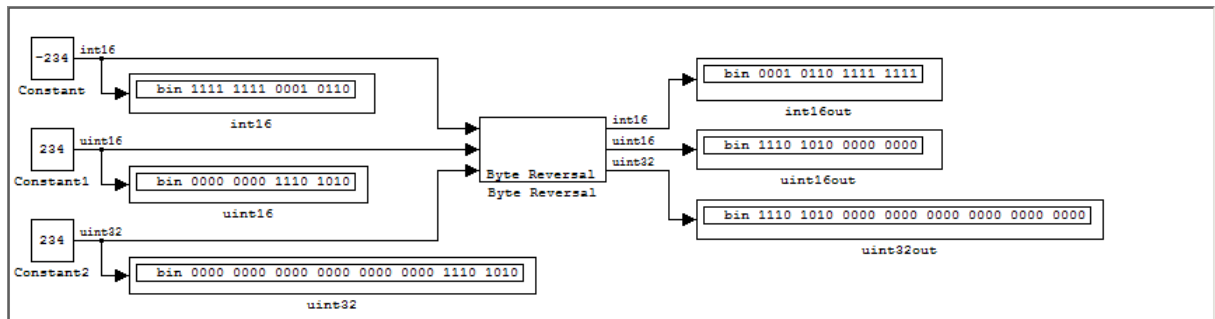 int16
-234
Constant
bin 1111 1111 0001 0110
int16
bin 0001 0110 1111 1111
int16out
uint16
234
Constant1
bin 0000 0000 1110 1010
uint16
Byte Reversal
Byte Reversal
int16
uint16
uint32
bin 1110 1010 0000 0000
uint16out
uint32
234
Constant2
bin 0000 0000 0000 0000 0000 0000 1110 1010
uint32
bin 1110 1010 0000 0000 0000 0000 0000 0000
uint32out